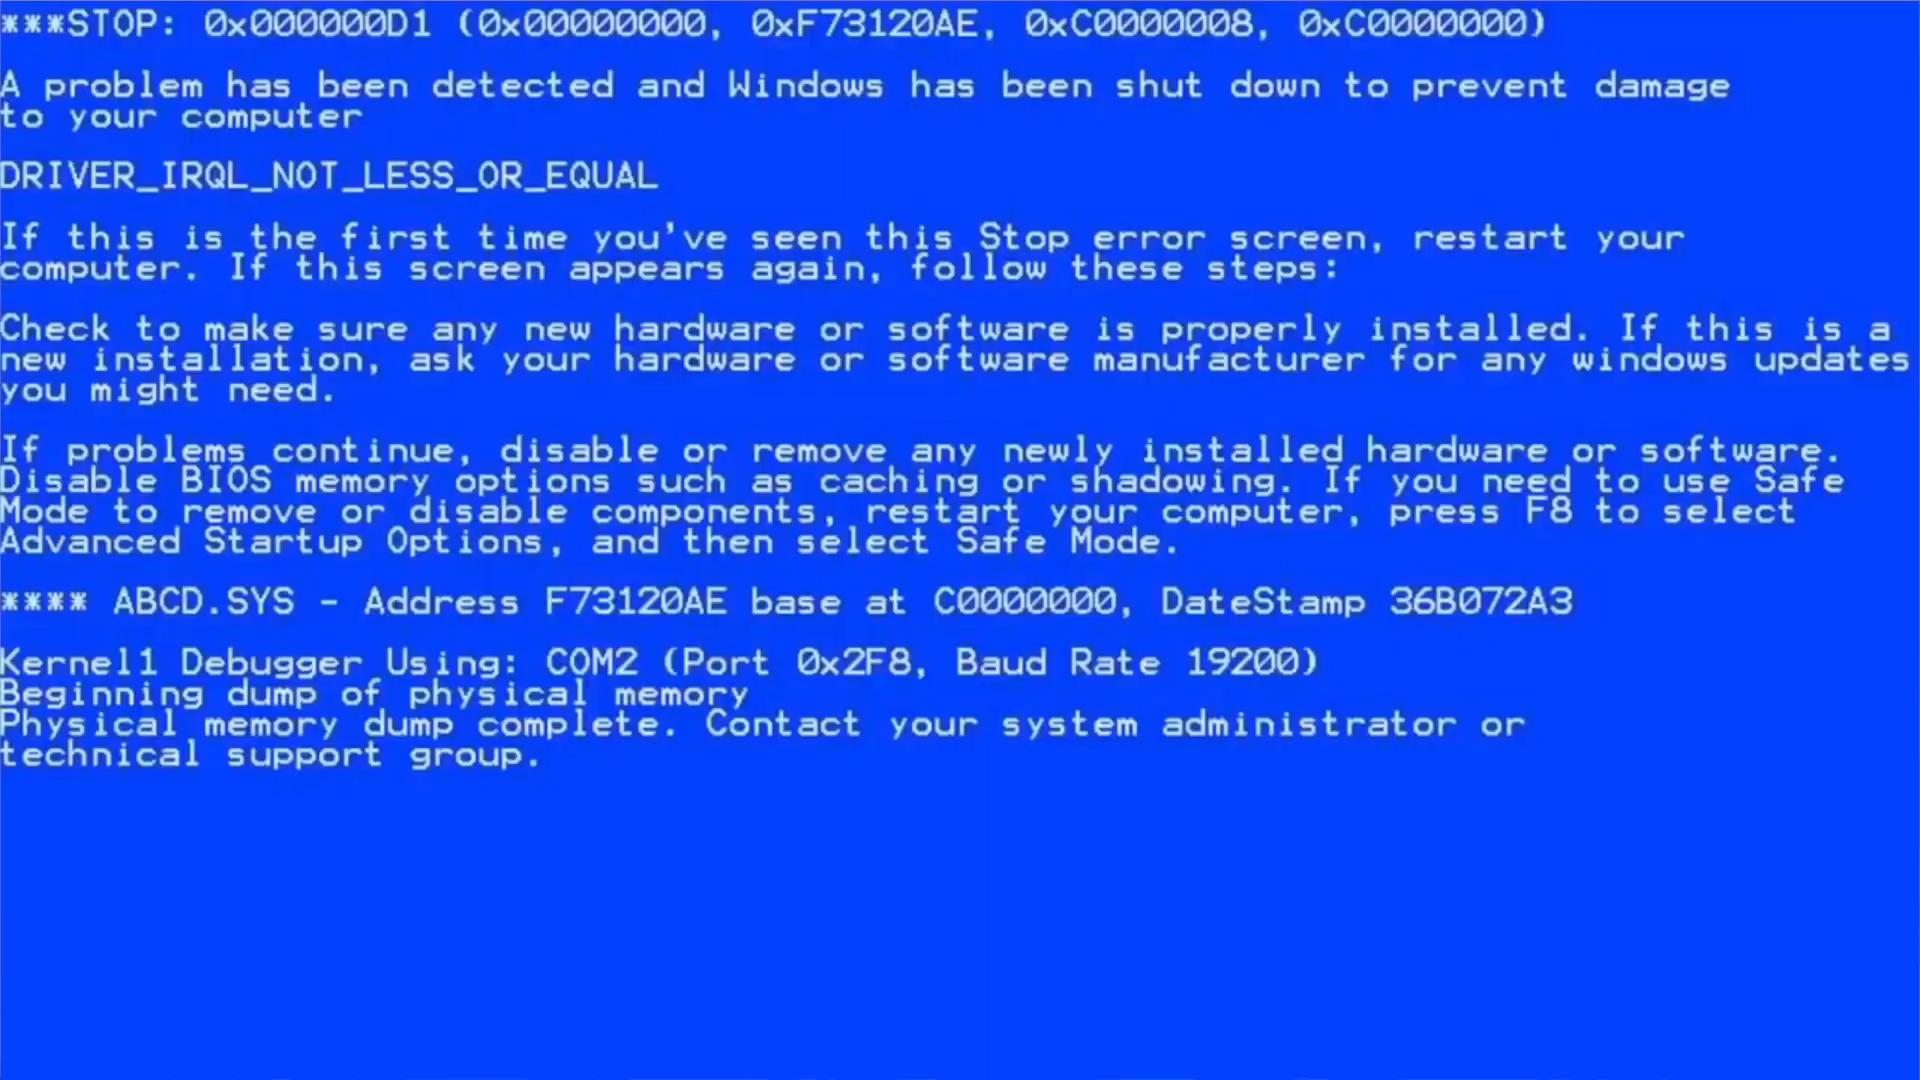 ***STOP: 0x000000D1 (0x00000000, 0xF73120AE, 0xC0000008, 0xC0000000)
A problem has been detected and Windows has been shut down to prevent damage
to your computer
DRIVER_IRQL_NOT_LESS_OR_EQUAL
If this is the first time you've seen this Stop error screen, restart your
computer. If this screen appears again, follow these steps:
Check to make sure any new hardware or software is properly installed. If this is a
new installation, ask your hardware or software manufacturer for any windows updates
you might need.
If problems continue, disable or remove any newly installed hardware or software.
Disable BIOS memory options such as caching or shadowing. If you need to use Safe
Mode to remove or disable components, restart your computer, press F8 to select
Advanced Startup Options, and then select Safe Mode.
**** ABCD.SYS - Address F73120AE base at C0000000, DateStamp 36B072A3
Kernel1 Debugger Using: COM2 (Port 0x2F8, Baud Rate 19200)
Beginning dump of physical memory
Physical memory dump complete. Contact your system administrator or
technical support group.